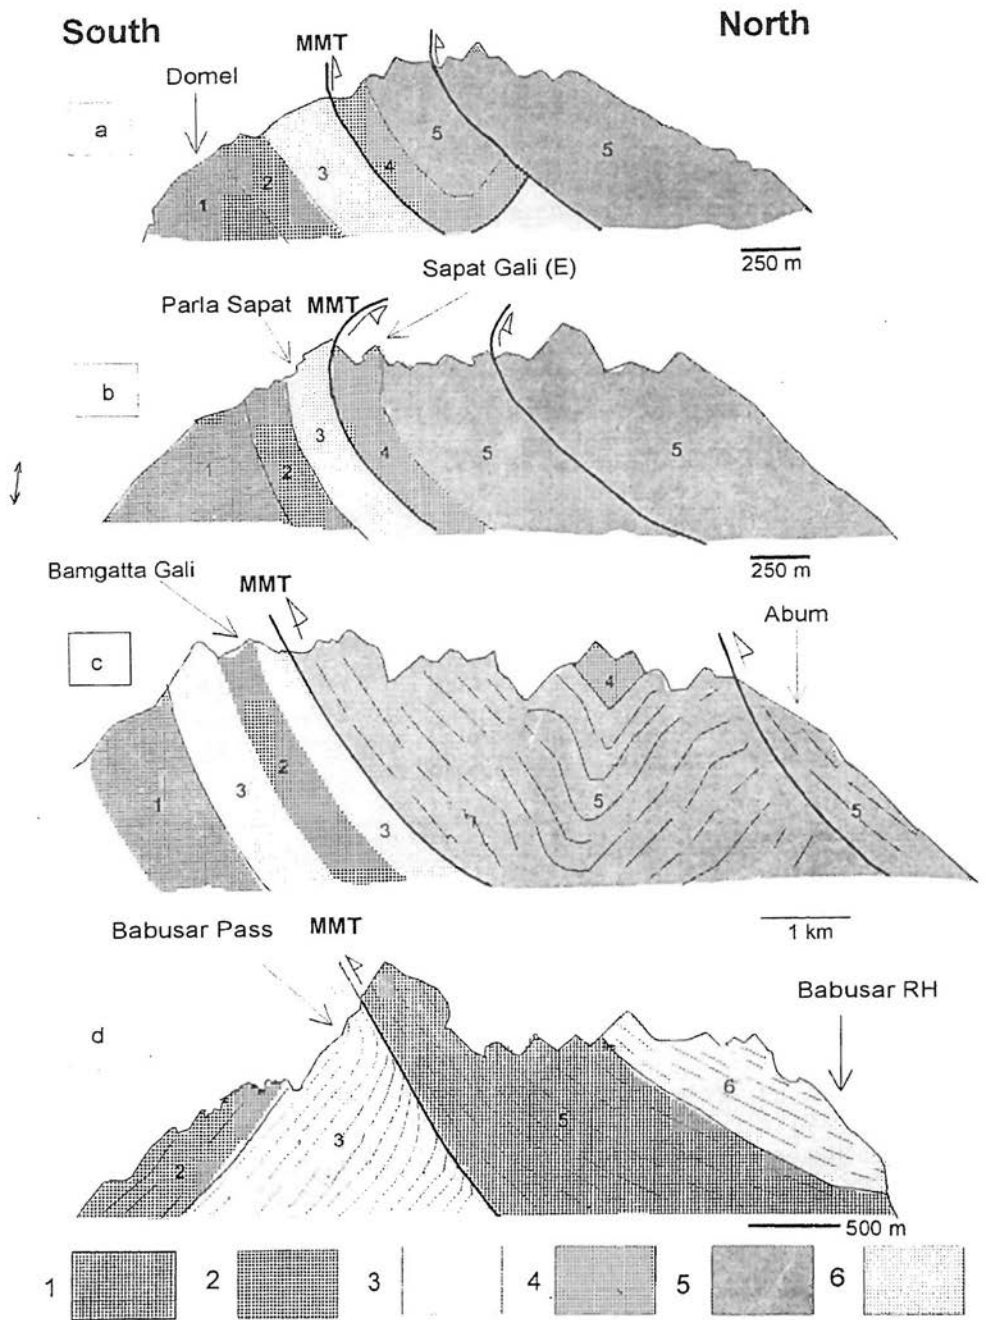 South North
MMT
Domel
a
5
5
4
3
2
1
250 m
Sapat Gali (E)
Parla Sapat MMT
b
3
1
2
4
5
5
250 m
Bamgatta Gali
MMT
Abum
c
4
2
1
3
3
5
5
1 km
Babusar Pass MMT
Babusar RH
d
6
5
3
2
500 m
1 2 3 4 5 6